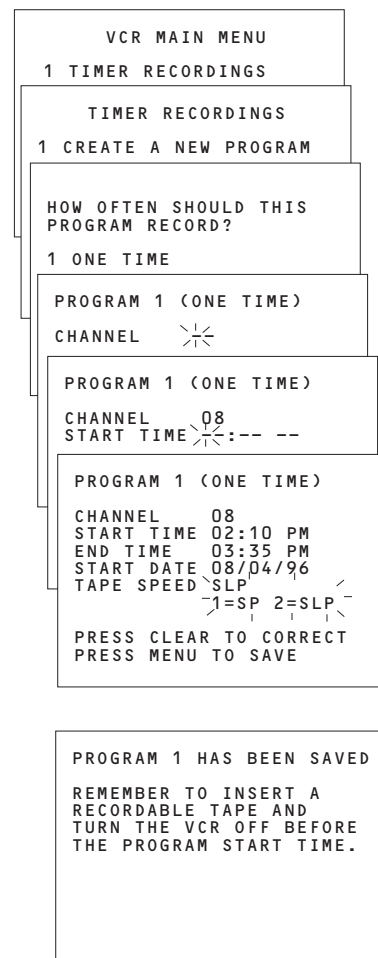 VCR MAIN MENU
1 TIMER RECORDINGS
TIMER RECORDINGS
1 CREATE A NEW PROGRAM
HOW OFTEN SHOULD THIS
PROGRAM RECORD?
1 ONE TIME
PROGRAM 1 (ONE TIME)
CHANNEL --
PROGRAM 1 (ONE TIME)
CHANNEL 08
START TIME --:-- --
PROGRAM 1 (ONE TIME)
CHANNEL 08
START TIME 02:10 PM
END TIME 03:35 PM
START DATE 08/04/96
TAPE SPEED SLP
1=SP 2=SLP
PRESS CLEAR TO CORRECT
PRESS MENU TO SAVE
PROGRAM 1 HAS BEEN SAVED
REMEMBER TO INSERT A
RECORDABLE TAPE AND
TURN THE VCR OFF BEFORE
THE PROGRAM START TIME.